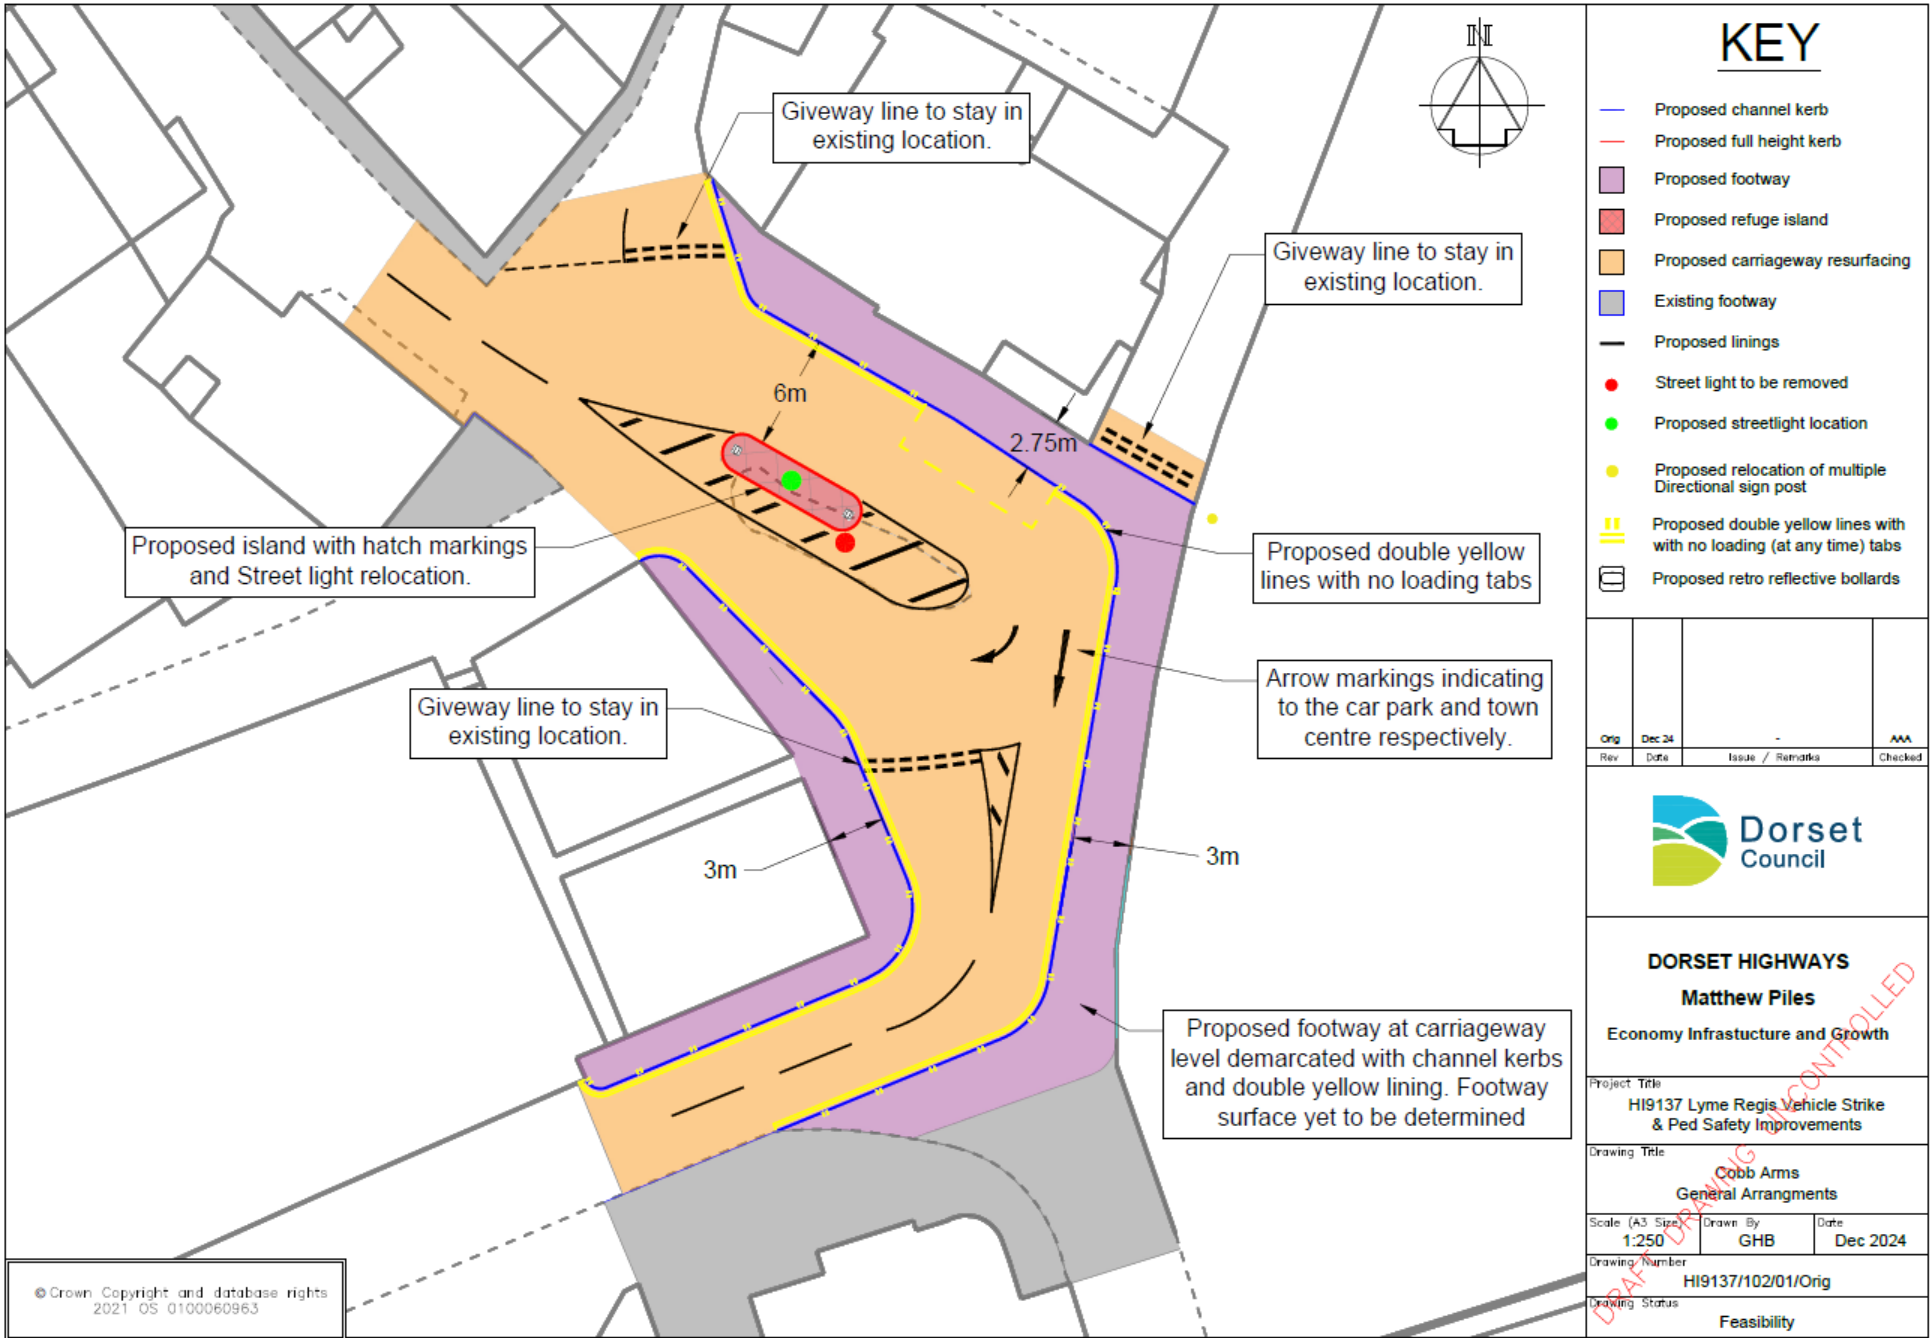 Giveway line to stay in
existing location.
Giveway line to stay in
existing location.
6m
2.75m
Proposed island with hatch markings
and Street light relocation.
Proposed double yellow
lines with no loading tabs
Arrow markings indicating
to the car park and town
centre respectively.
Giveway line to stay in
existing location.
3m
3m
Proposed footway at carriageway
level demarcated with channel kerbs
and double yellow lining. Footway
surface yet to be determined
© Crown Copyright and database rights
2021 OS 0100060963
N
KEY
Proposed channel kerb
Proposed full height kerb
Proposed footway
Proposed refuge island
Proposed carriageway resurfacing
Existing footway
Proposed linings
Street light to be removed
Proposed streetlight location
Proposed relocation of multiple
Directional sign post
Proposed double yellow lines with
with no loading (at any time) tabs
Proposed retro reflective bollards
Orig Dec 24 - AAA
Rev Date Issue / Remarks Checked
Dorset
Council
DORSET HIGHWAYS
Matthew Piles
Economy Infrastucture and Growth
Project Title
HI9137 Lyme Regis Vehicle Strike
& Ped Safety Improvements
Drawing Title
Cobb Arms
General Arrangments
Scale (A3 Size) Drawn By Date
1:250 GHB Dec 2024
Drawing Number
HI9137/102/01/Orig
Drawing Status
Feasibility
DRAFT DRAWING UNCONTROLLED